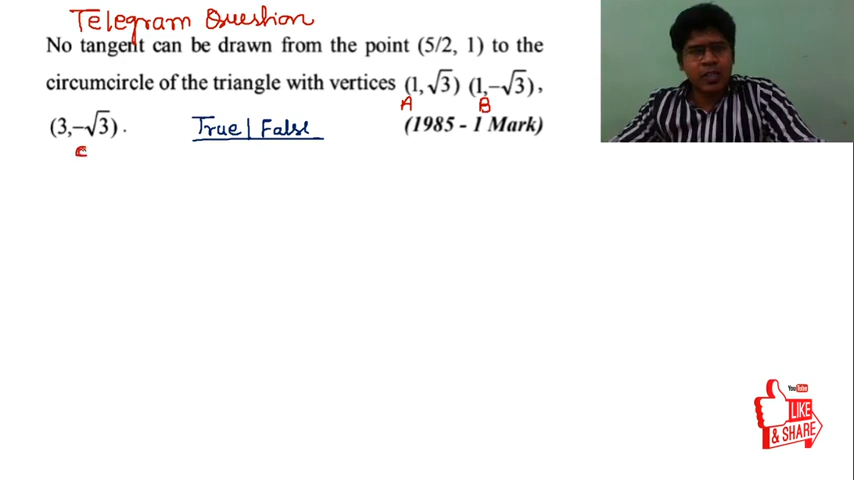 Telegram Question
No tangent can be drawn from the point (5/2, 1) to the
circumcircle of the triangle with vertices (1, √3) (1,−√3),
A B
(3,−√3). True | False (1985 - 1 Mark)
C
YouTube
LIKE
& SHARE